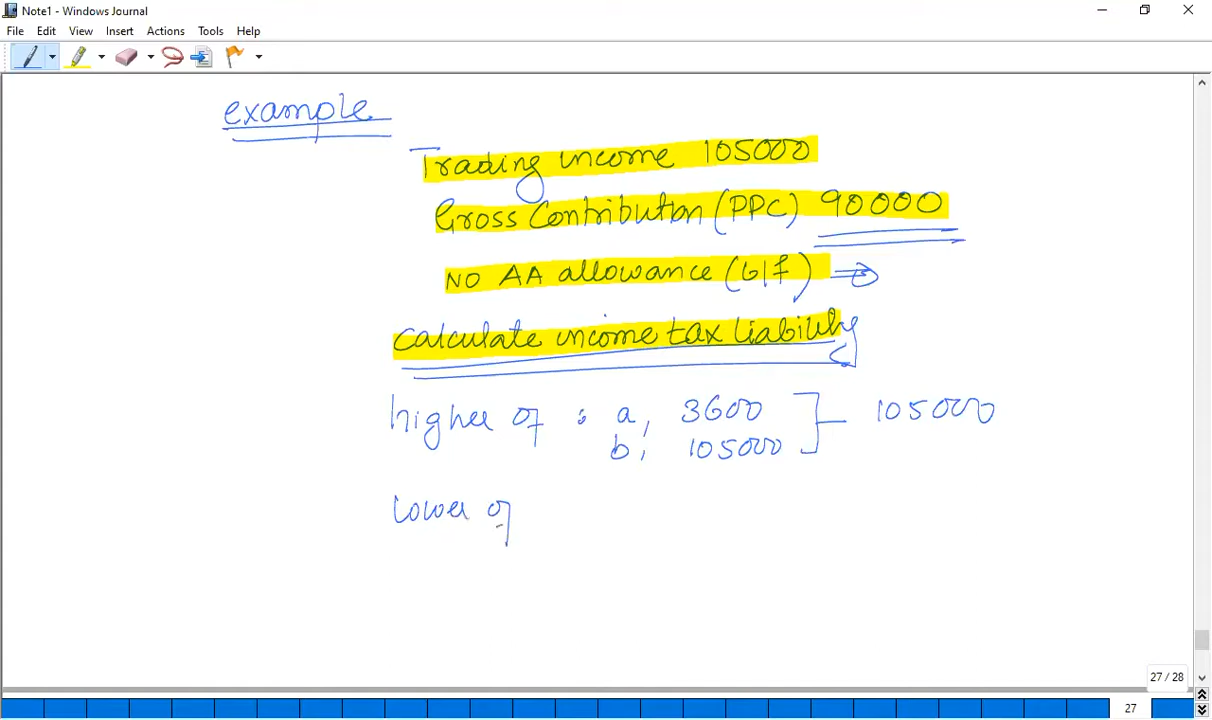 Note1 - Windows Journal
File Edit View Insert Actions Tools Help
example
Trading income 105000
Gross Contribution (PPC) 90000
NO AA allowance (b/f) ⇒
Calculate income tax liability
higher of : a, 3600
105000
b, 105000
lower of
27 / 28
27